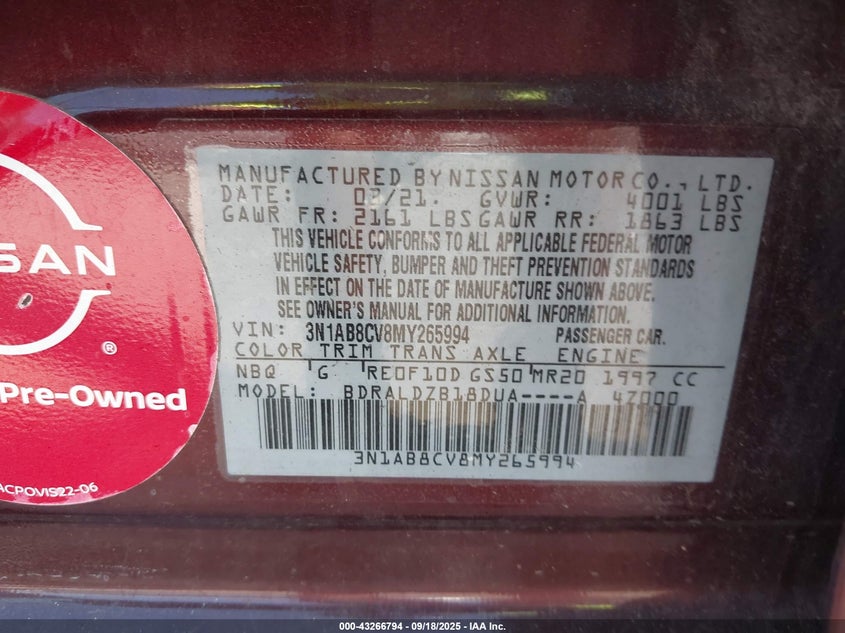 MANUFACTURED BY NISSAN MOTOR CO., LTD.
DATE: 07/21. GVWR: 4001 LBS
GAWR FR: 2161 LBS GAWR RR: 1863 LBS
THIS VEHICLE CONFORMS TO ALL APPLICABLE FEDERAL MOTOR
VEHICLE SAFETY, BUMPER AND THEFT PREVENTION STANDARDS
IN EFFECT ON THE DATE OF MANUFACTURE SHOWN ABOVE.
SEE OWNER'S MANUAL FOR ADDITIONAL INFORMATION.
VIN: 3N1AB8CV8MY265994 PASSENGER CAR.
COLOR TRIM TRANS AXLE ENGINE
NBQ G RE0F10D GS50 MR20 1997 CC
MODEL: BDRALDZB18DUA----A 47000
3N1AB8CV8MY265994
SSAN
®
Pre-Owned
ACPOVIS22-06
000-43266794 - 09/18/2025 - IAA Inc.